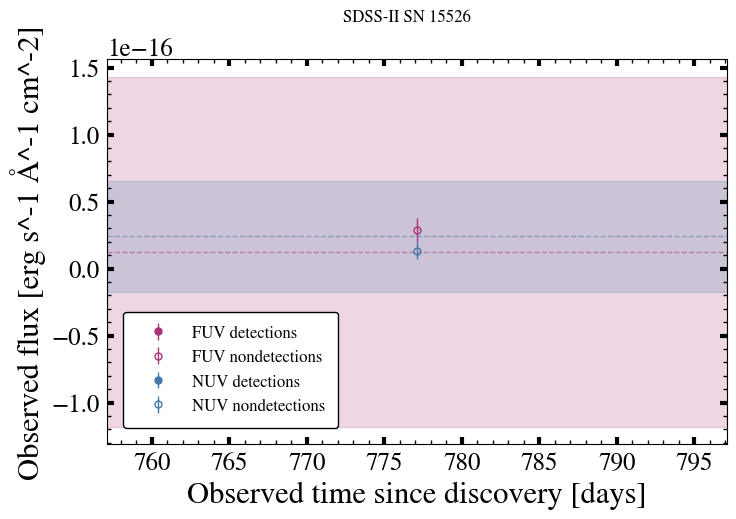 SDSS-II SN 15526
1e−16
Observed flux [erg s^-1 Å^-1 cm^-2]
1.5
1.0
0.5
0.0
−0.5
−1.0
FUV detections
FUV nondetections
NUV detections
NUV nondetections
760 765 770 775 780 785 790 795
Observed time since discovery [days]